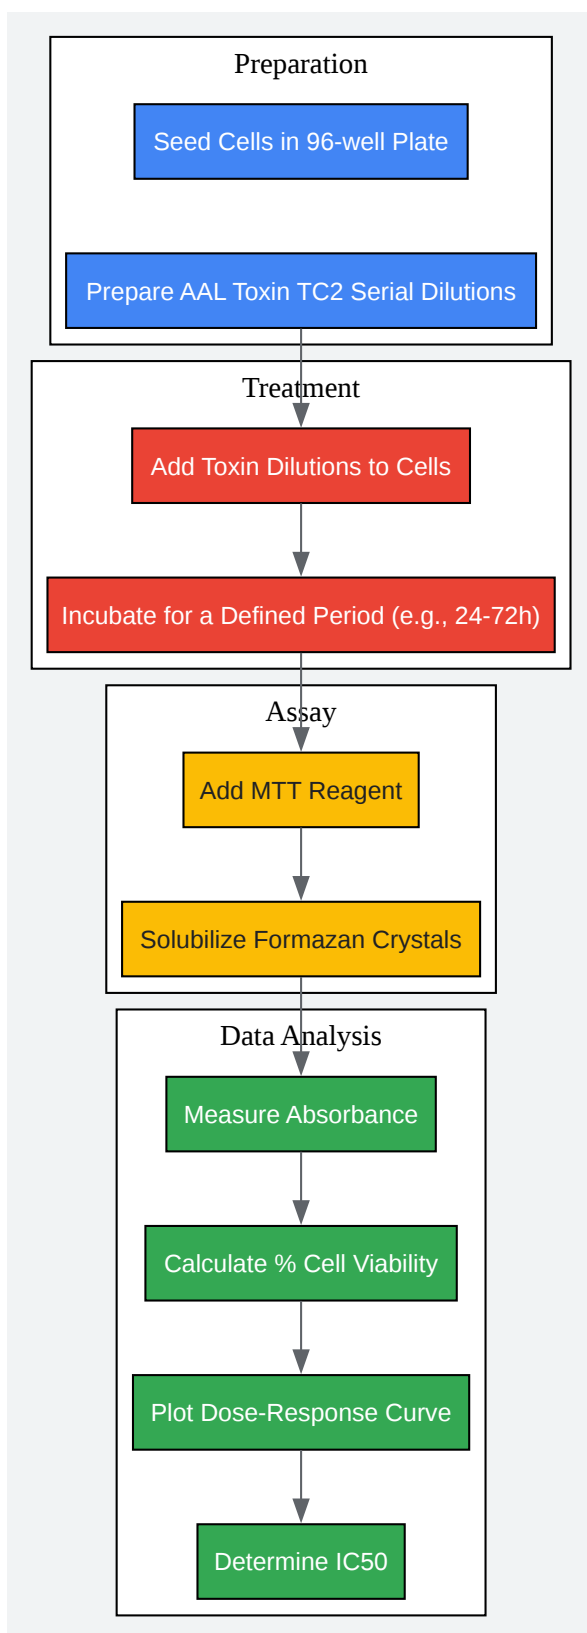 Preparation
Seed Cells in 96-well Plate
Prepare AAL Toxin TC2 Serial Dilutions
Treatment
Add Toxin Dilutions to Cells
Incubate for a Defined Period (e.g., 24-72h)
Assay
Add MTT Reagent
Solubilize Formazan Crystals
Data Analysis
Measure Absorbance
Calculate % Cell Viability
Plot Dose-Response Curve
Determine IC50